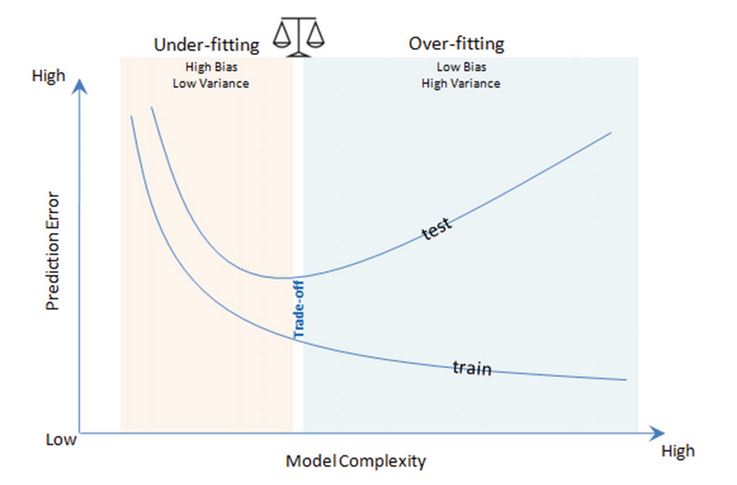 Under-fitting
Over-fitting
High Bias
Low Variance
Low Bias
High Variance
High
Prediction Error
test
Trade-off
train
Low
Model Complexity
High